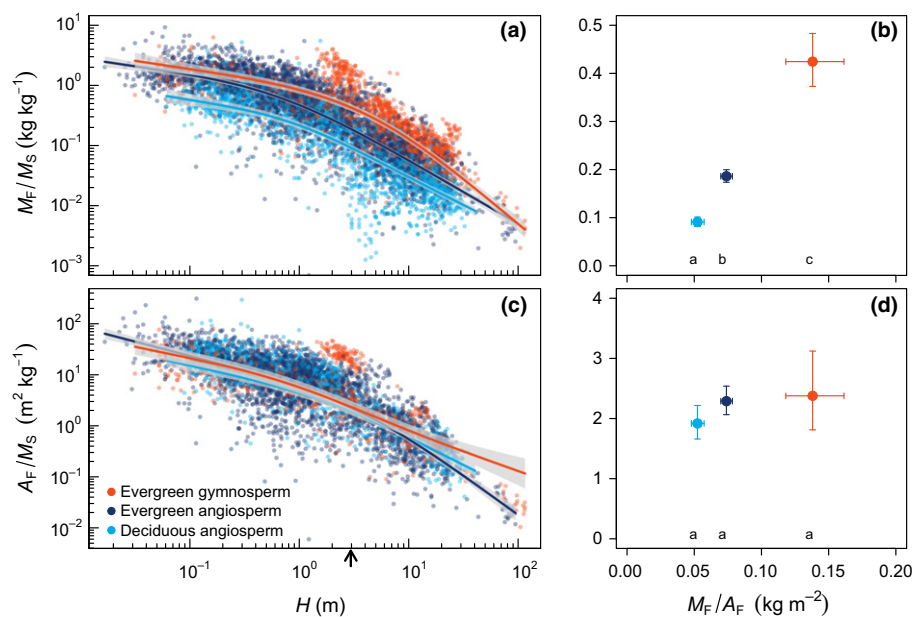 (a)
M_F/M_S (kg kg⁻¹)
10¹
10⁰
10⁻¹
10⁻²
10⁻³
(b)
0.5
0.4
0.3
0.2
0.1
0.0
a b c
(c)
A_F/M_S (m² kg⁻¹)
10²
10¹
10⁰
10⁻¹
10⁻²
Evergreen gymnosperm
Evergreen angiosperm
Deciduous angiosperm
10⁻¹ 10⁰ 10¹ 10²
H (m)
(d)
4
3
2
1
0
a a a
0.00 0.05 0.10 0.15 0.20
M_F/A_F (kg m⁻²)